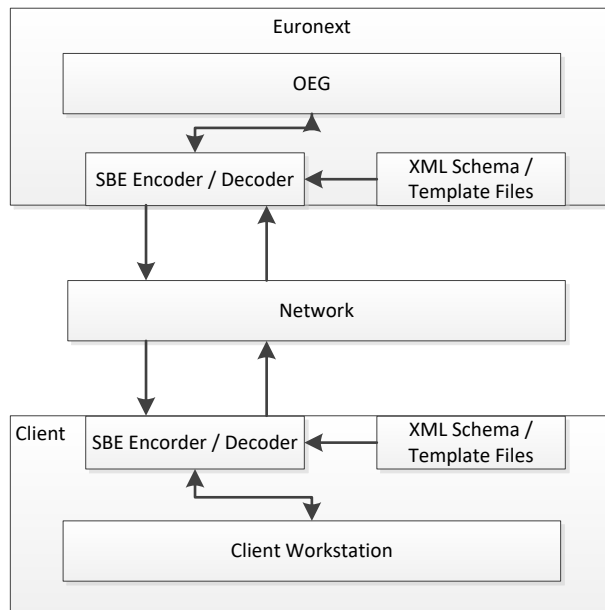 Euronext
OEG
SBE Encoder / Decoder
XML Schema /
Template Files
Network
Client
SBE Encorder / Decoder
XML Schema /
Template Files
Client Workstation